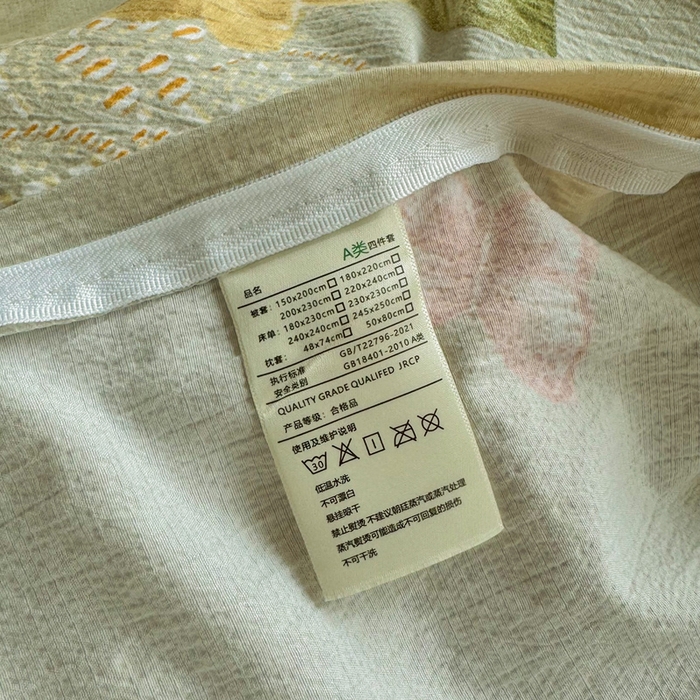 A类四件套
品名
被套：150x200cm□ 180x220cm□
200x230cm□ 220x240cm□
床单：180x230cm□ 230x230cm□
240x240cm□ 245x250cm□
枕套：48x74cm□ 50x80cm□
执行标准 GB/T22796-2021
安全类别 GB18401-2010 A类
QUALITY GRADE QUALIFED JRCP
产品等级：合格品
使用及维护说明
30
低温水洗
不可漂白
悬挂晾干
禁止熨烫不建议朝廷蒸汽或蒸汽处理
蒸汽熨烫可能造成不可回复的损伤
不可干洗